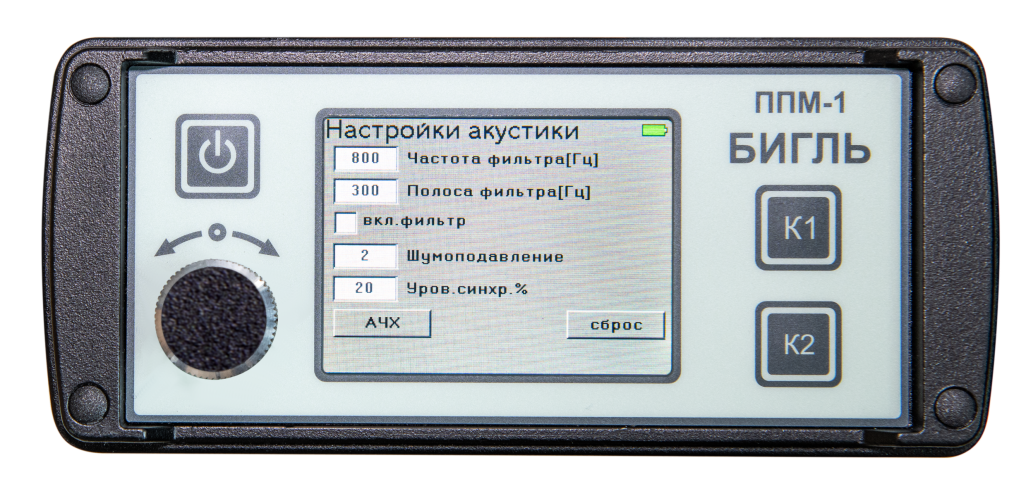 ППМ-1
БИГЛЬ
Настройки акустики
800 Частота фильтра[Гц]
300 Полоса фильтра[Гц]
вкл.фильтр
2 Шумоподавление
20 Уров.синхр.%
АЧХ сброс
К1
К2